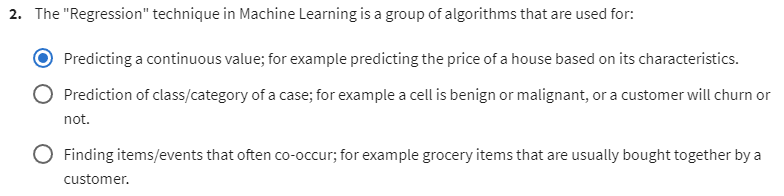 2. The "Regression" technique in Machine Learning is a group of algorithms that are used for:
Predicting a continuous value; for example predicting the price of a house based on its characteristics.
Prediction of class/category of a case; for example a cell is benign or malignant, or a customer will churn or
not.
Finding items/events that often co-occur; for example grocery items that are usually bought together by a
customer.